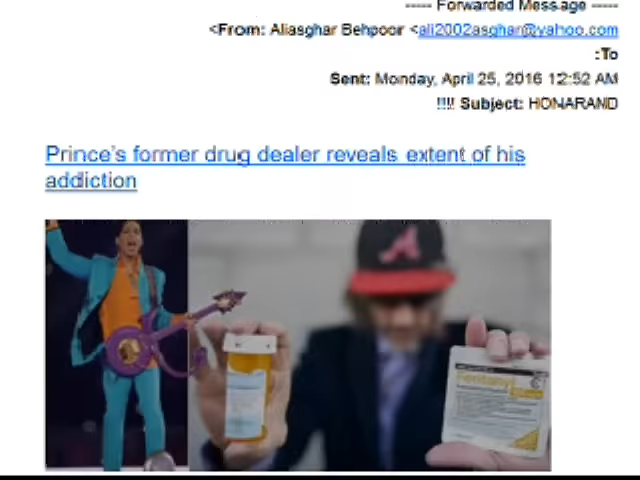 ----- Forwarded Message -----
<From: Aliasghar Behpoor <ali2002asghar@yahoo.com
:To
Sent: Monday, April 25, 2016 12:52 AM
!!!! Subject: HONARAND
Prince's former drug dealer reveals extent of his
addiction
A
Fentanyl